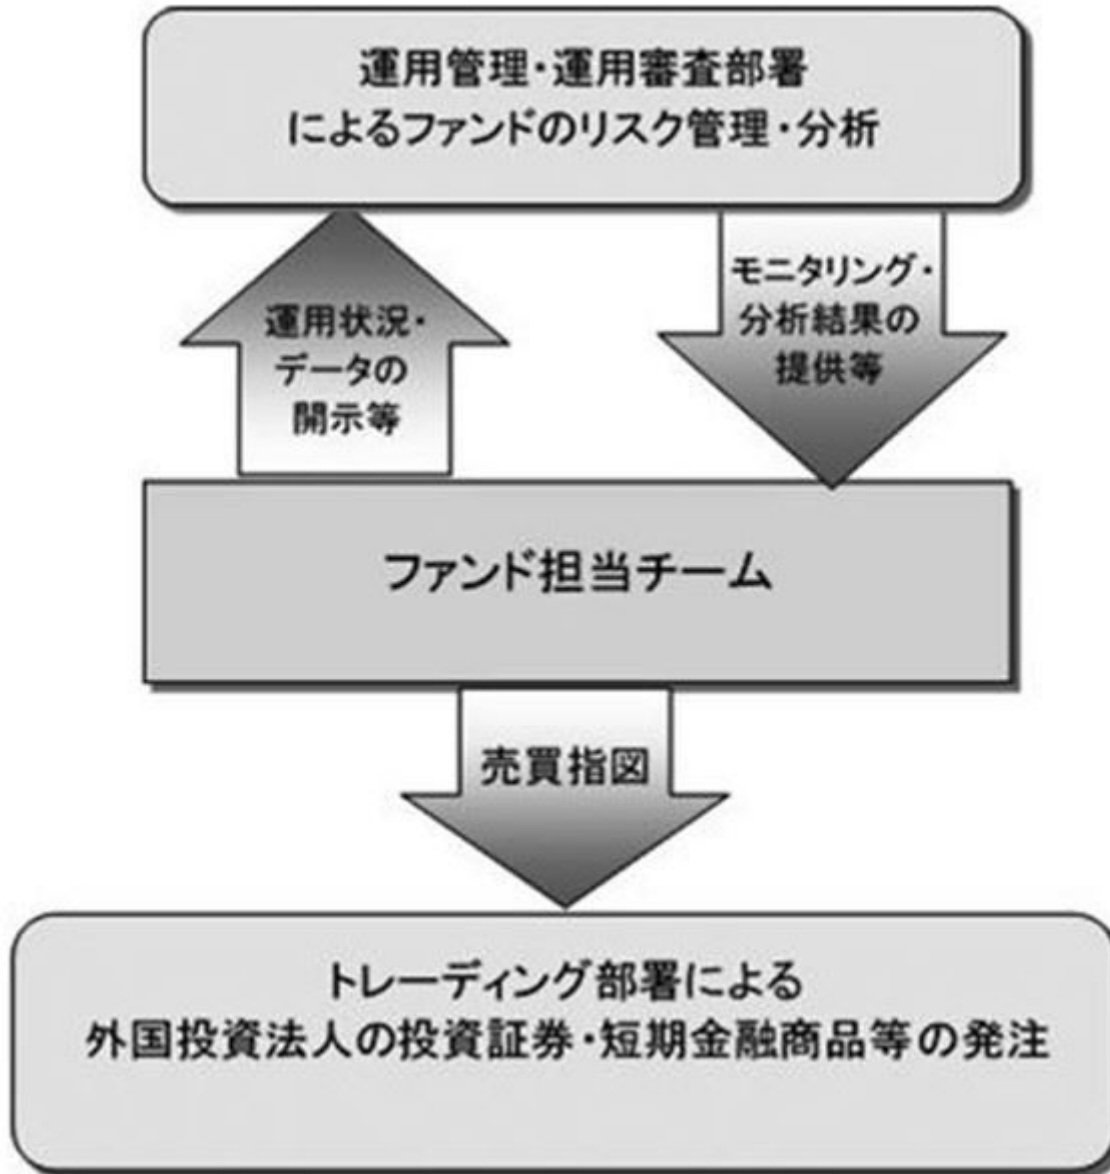 運用管理・運用審査部署
によるファンドのリスク管理・分析
運用状況・
データの
開示等
モニタリング・
分析結果の
提供等
ファンド担当チーム
売買指図
トレーディング部署による
外国投資法人の投資証券・短期金融商品等の発注